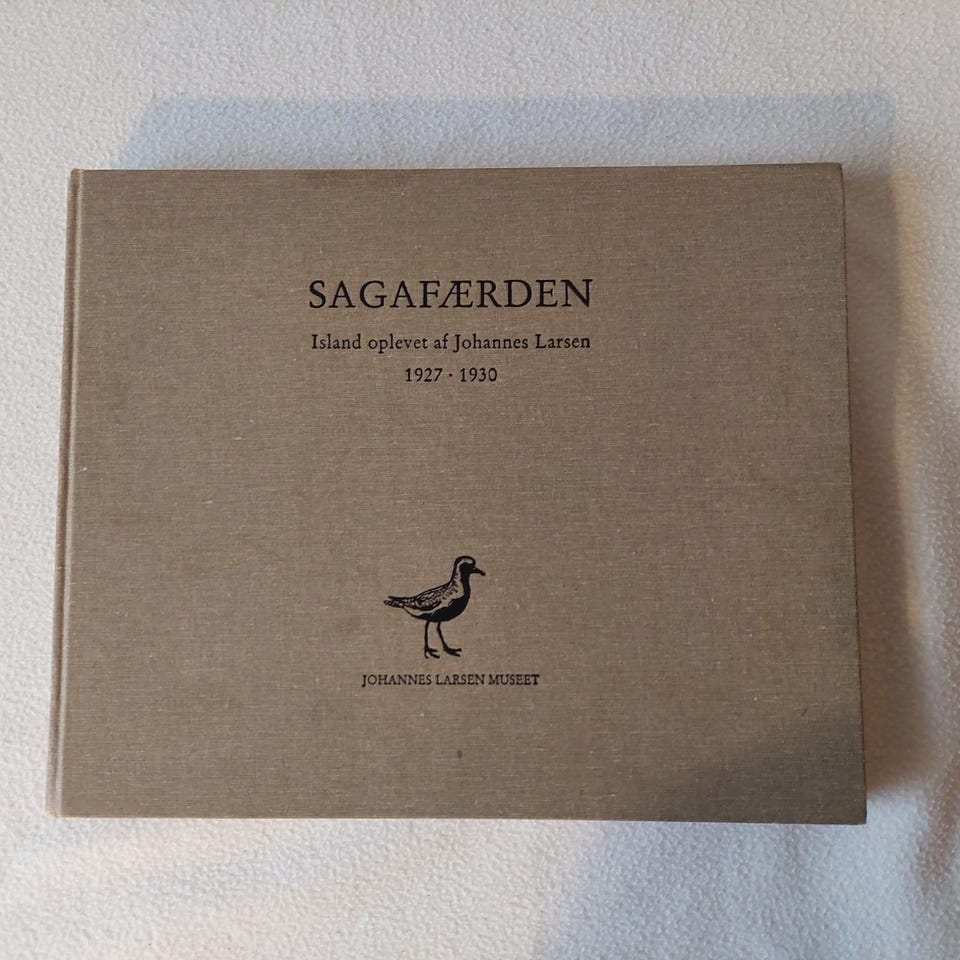 SAGAFÆRDEN
Island oplevet af Johannes Larsen
1927 · 1930
JOHANNES LARSEN MUSEET